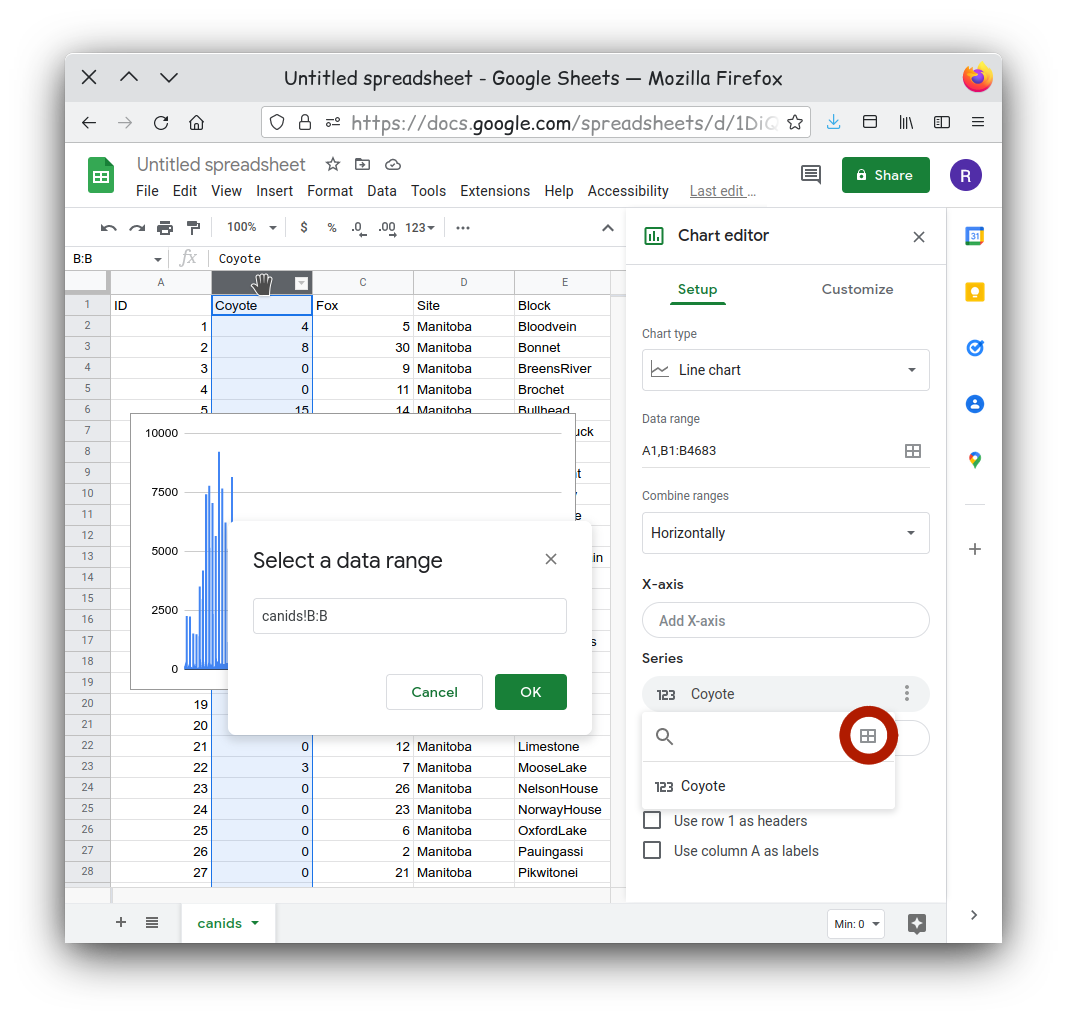 Untitled spreadsheet - Google Sheets — Mozilla Firefox
https://docs.google.com/spreadsheets/d/1DiQ
Untitled spreadsheet
File Edit View Insert Format Data Tools Extensions Help Accessibility Last edit ...
Share
R
100% $ % .0 .00 123
B:B fx Coyote
A C D E
1 ID Coyote Fox Site Block
2 1 4 5 Manitoba Bloodvein
3 2 8 30 Manitoba Bonnet
4 3 0 9 Manitoba BreensRiver
5 4 0 11 Manitoba Brochet
6 5 15 14 Manitoba Bullhead
7 uck
8
9 t
10
11 e
12
13 in
14
15
16
17 s
18
19
20 19
21 20
22 21 0 12 Manitoba Limestone
23 22 3 7 Manitoba MooseLake
24 23 0 26 Manitoba NelsonHouse
25 24 0 23 Manitoba NorwayHouse
26 25 0 6 Manitoba OxfordLake
27 26 0 2 Manitoba Pauingassi
28 27 0 21 Manitoba Pikwitonei
10000
7500
5000
2500
0
Select a data range
canids!B:B
Cancel OK
Chart editor
Setup Customize
Chart type
Line chart
Data range
A1,B1:B4683
Combine ranges
Horizontally
X-axis
Add X-axis
Series
123 Coyote
123 Coyote
Use row 1 as headers
Use column A as labels
31
canids
Min: 0